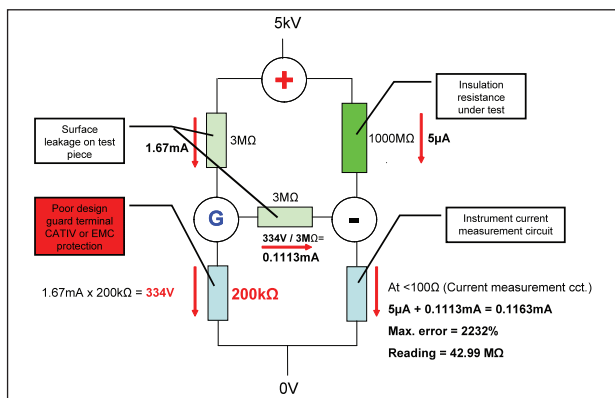 5kV
+
Insulation
resistance
under test
Surface
leakage on test
piece
1.67mA
3MΩ
1000MΩ
5µA
3MΩ
G
-
Poor design
guard terminal
CATIV or EMC
protection
334V / 3MΩ=
0.1113mA
Instrument current
measurement circuit
1.67mA x 200kΩ = 334V
200kΩ
At <100Ω (Current measurement cct.)
5µA + 0.1113mA = 0.1163mA
Max. error = 2232%
Reading = 42.99 MΩ
0V